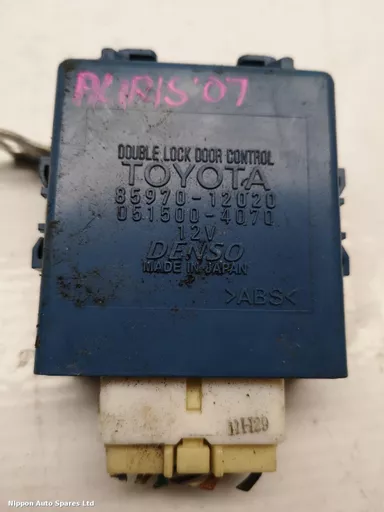 AURIS '07
DOUBLE LOCK DOOR CONTROL
TOYOTA
85970-12020
051500-4070
12V
DENSO
MADE IN JAPAN
>ABS<
Nippon Auto Spares Ltd